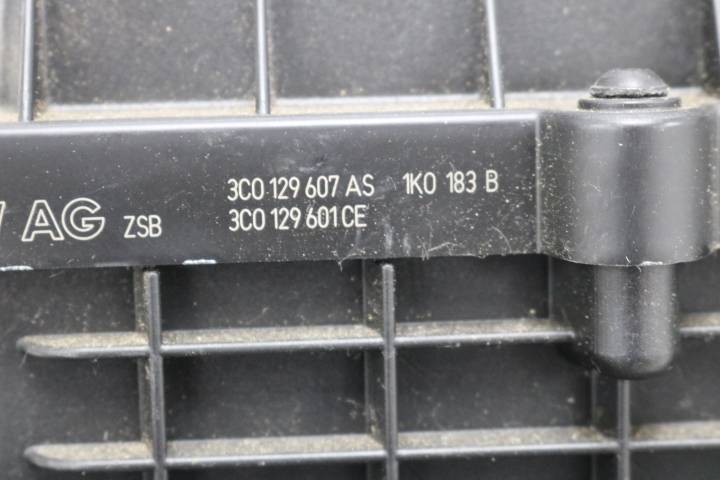 3C0 129 607 AS 1K0 183 B
AG ZSB 3C0 129 601 CE